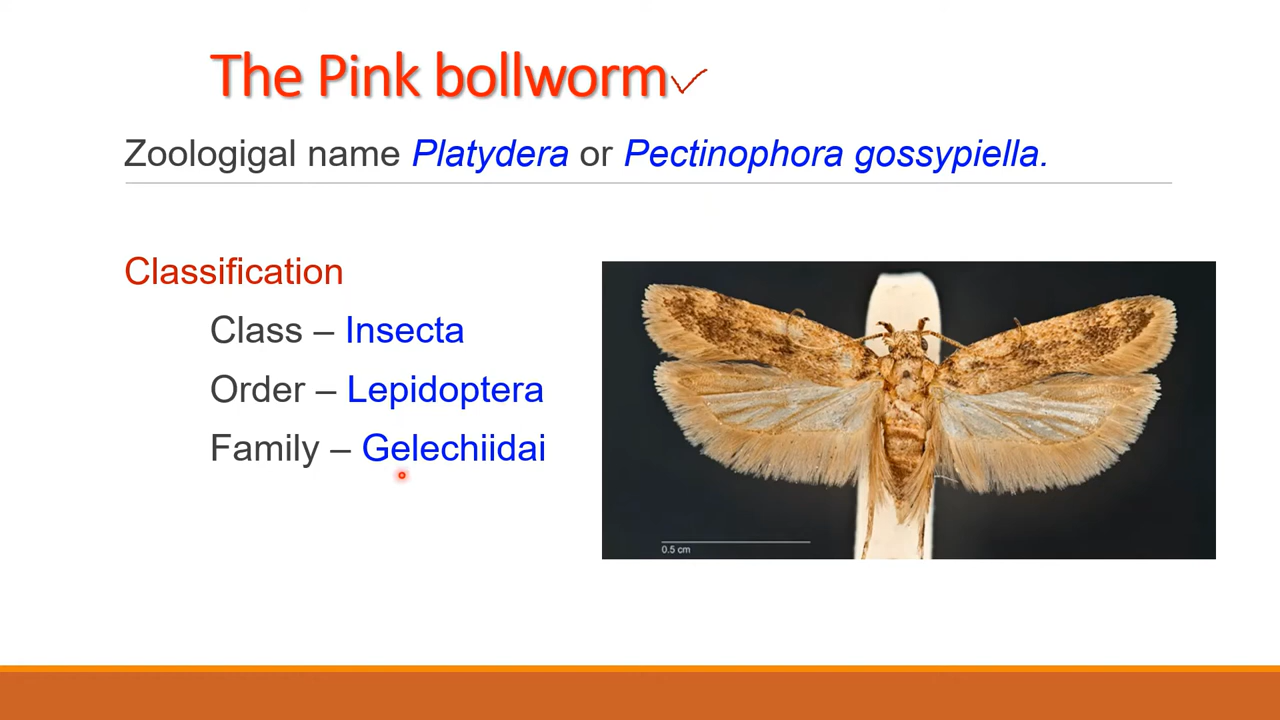 The Pink bollworm
Zoologigal name Platydera or Pectinophora gossypiella.
Classification
Class – Insecta
Order – Lepidoptera
Family – Gelechiidai
0.5 cm